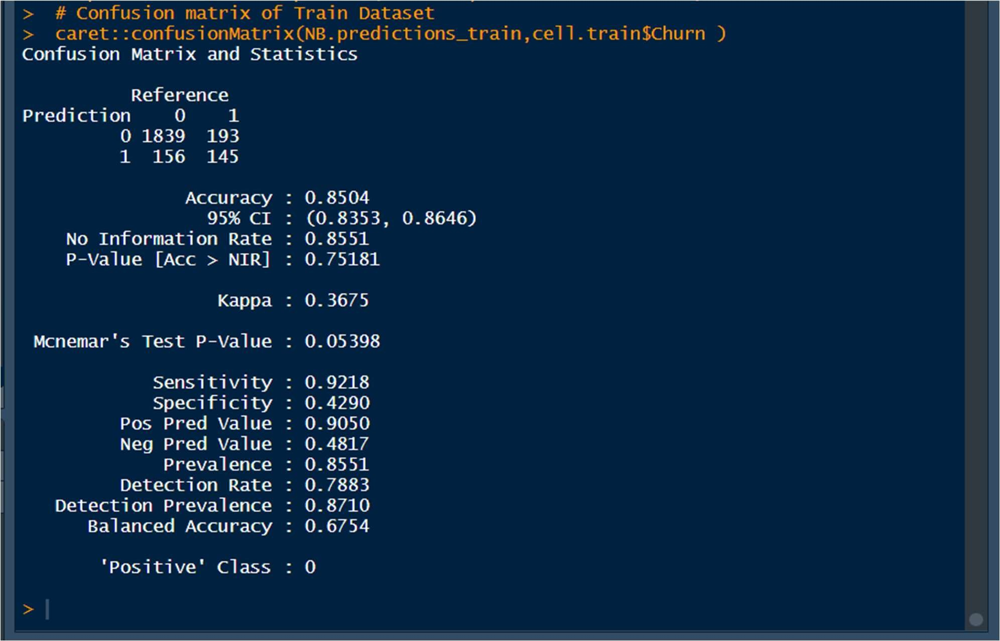 > # Confusion matrix of Train Dataset
> caret::confusionMatrix(NB.predictions_train,cell.train$Churn )
Confusion Matrix and Statistics
Reference
Prediction 0 1
0 1839 193
1 156 145
Accuracy : 0.8504
95% CI : (0.8353, 0.8646)
No Information Rate : 0.8551
P-Value [Acc > NIR] : 0.75181
Kappa : 0.3675
Mcnemar's Test P-Value : 0.05398
Sensitivity : 0.9218
Specificity : 0.4290
Pos Pred Value : 0.9050
Neg Pred Value : 0.4817
Prevalence : 0.8551
Detection Rate : 0.7883
Detection Prevalence : 0.8710
Balanced Accuracy : 0.6754
'Positive' Class : 0
>